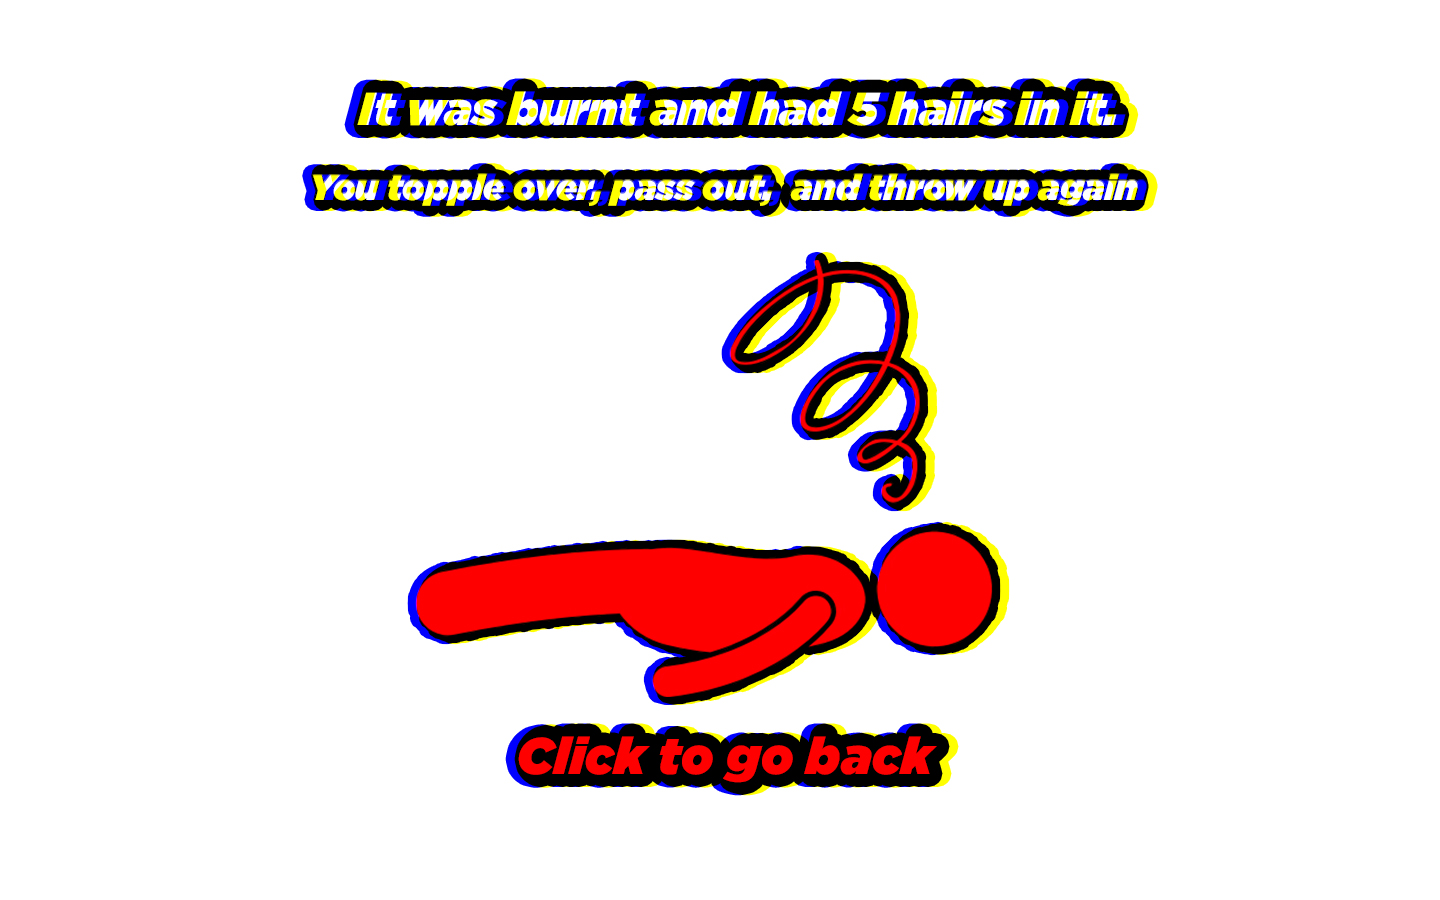 It was burnt and had 5 hairs in it.
You topple over, pass out, and throw up again
Click to go back